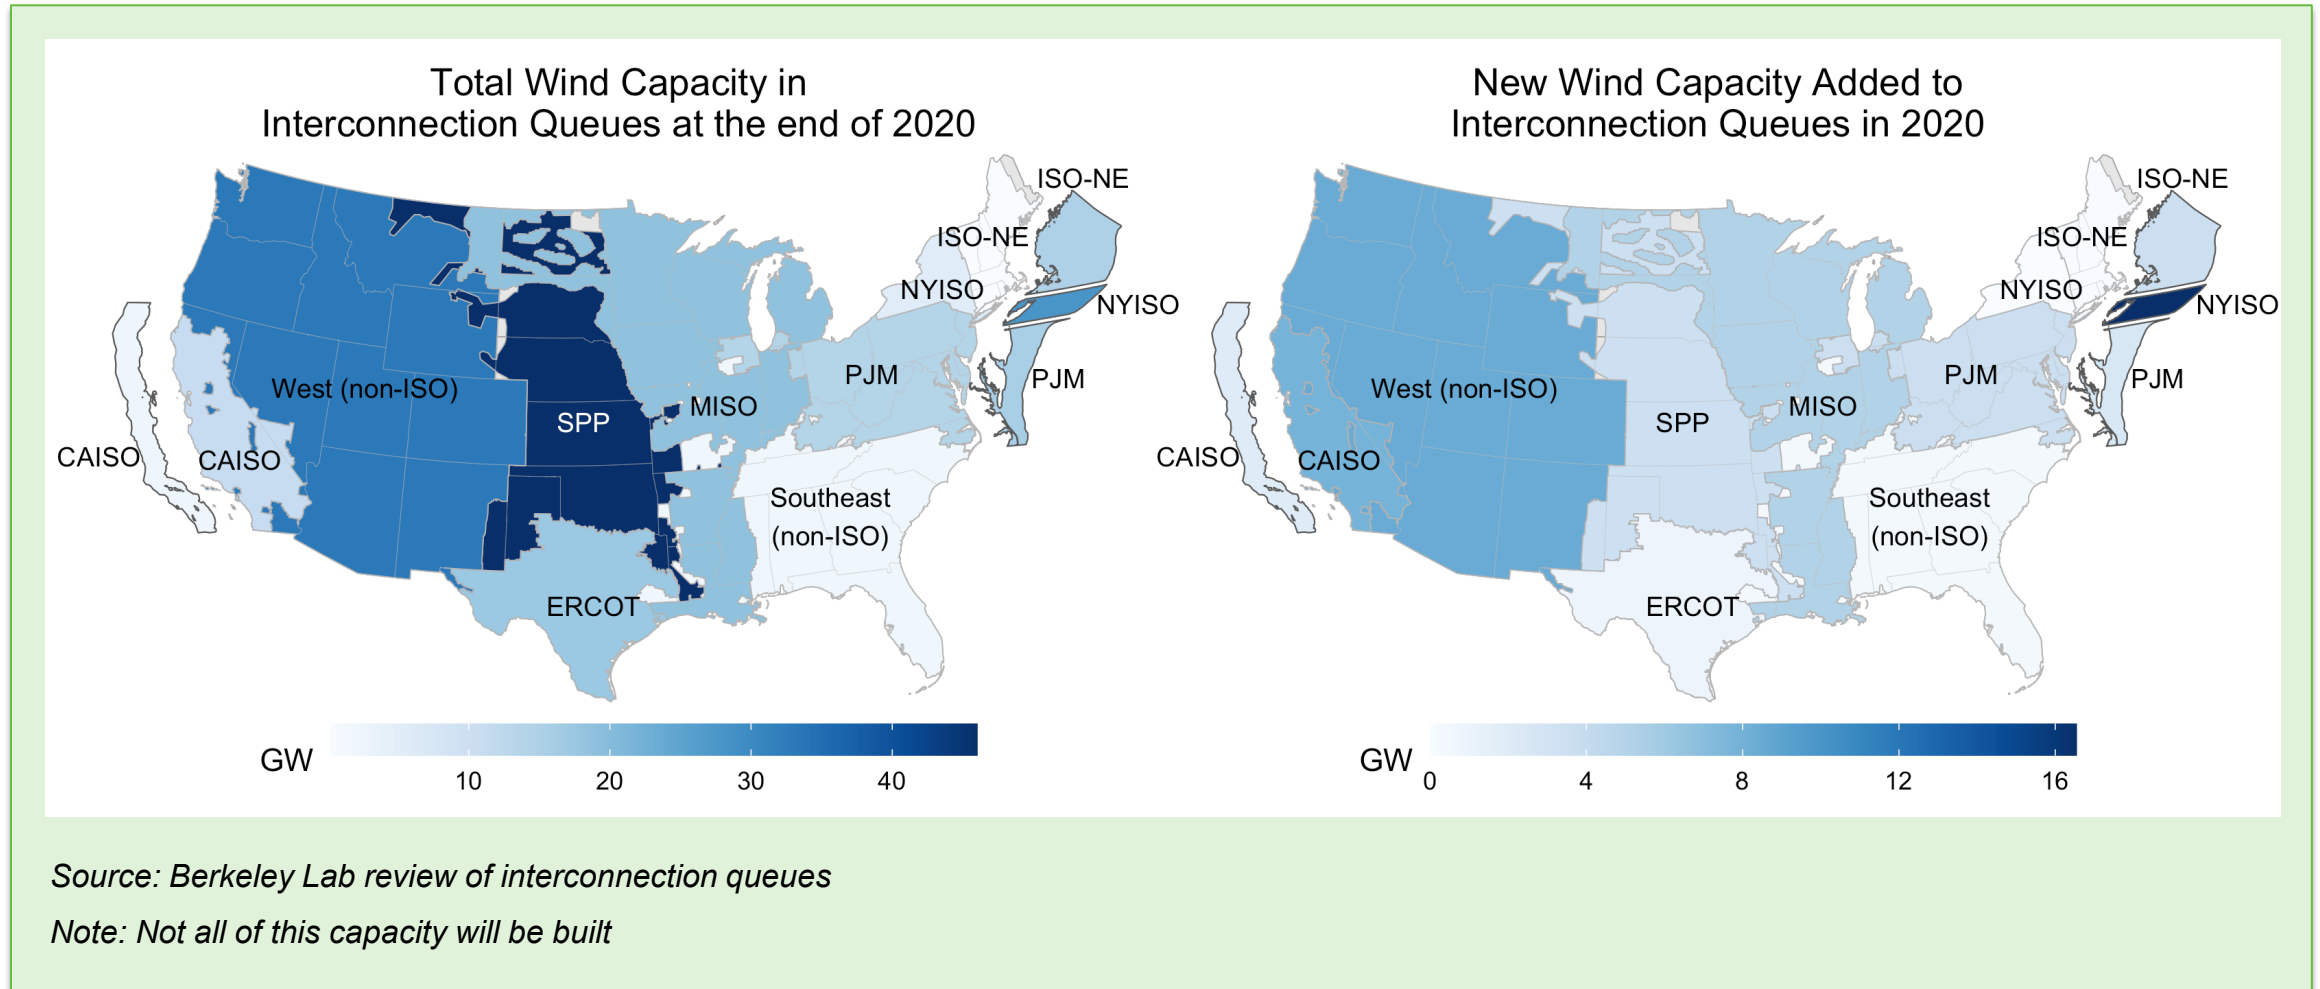 Total Wind Capacity in
Interconnection Queues at the end of 2020
ISO-NE
ISO-NE
NYISO
NYISO
PJM
PJM
West (non-ISO)
MISO
SPP
CAISO
CAISO
Southeast
(non-ISO)
ERCOT
GW
10 20 30 40
New Wind Capacity Added to
Interconnection Queues in 2020
ISO-NE
ISO-NE
NYISO
NYISO
PJM
PJM
West (non-ISO)
MISO
SPP
CAISO
CAISO
Southeast
(non-ISO)
ERCOT
GW
0 4 8 12 16
Source: Berkeley Lab review of interconnection queues
Note: Not all of this capacity will be built